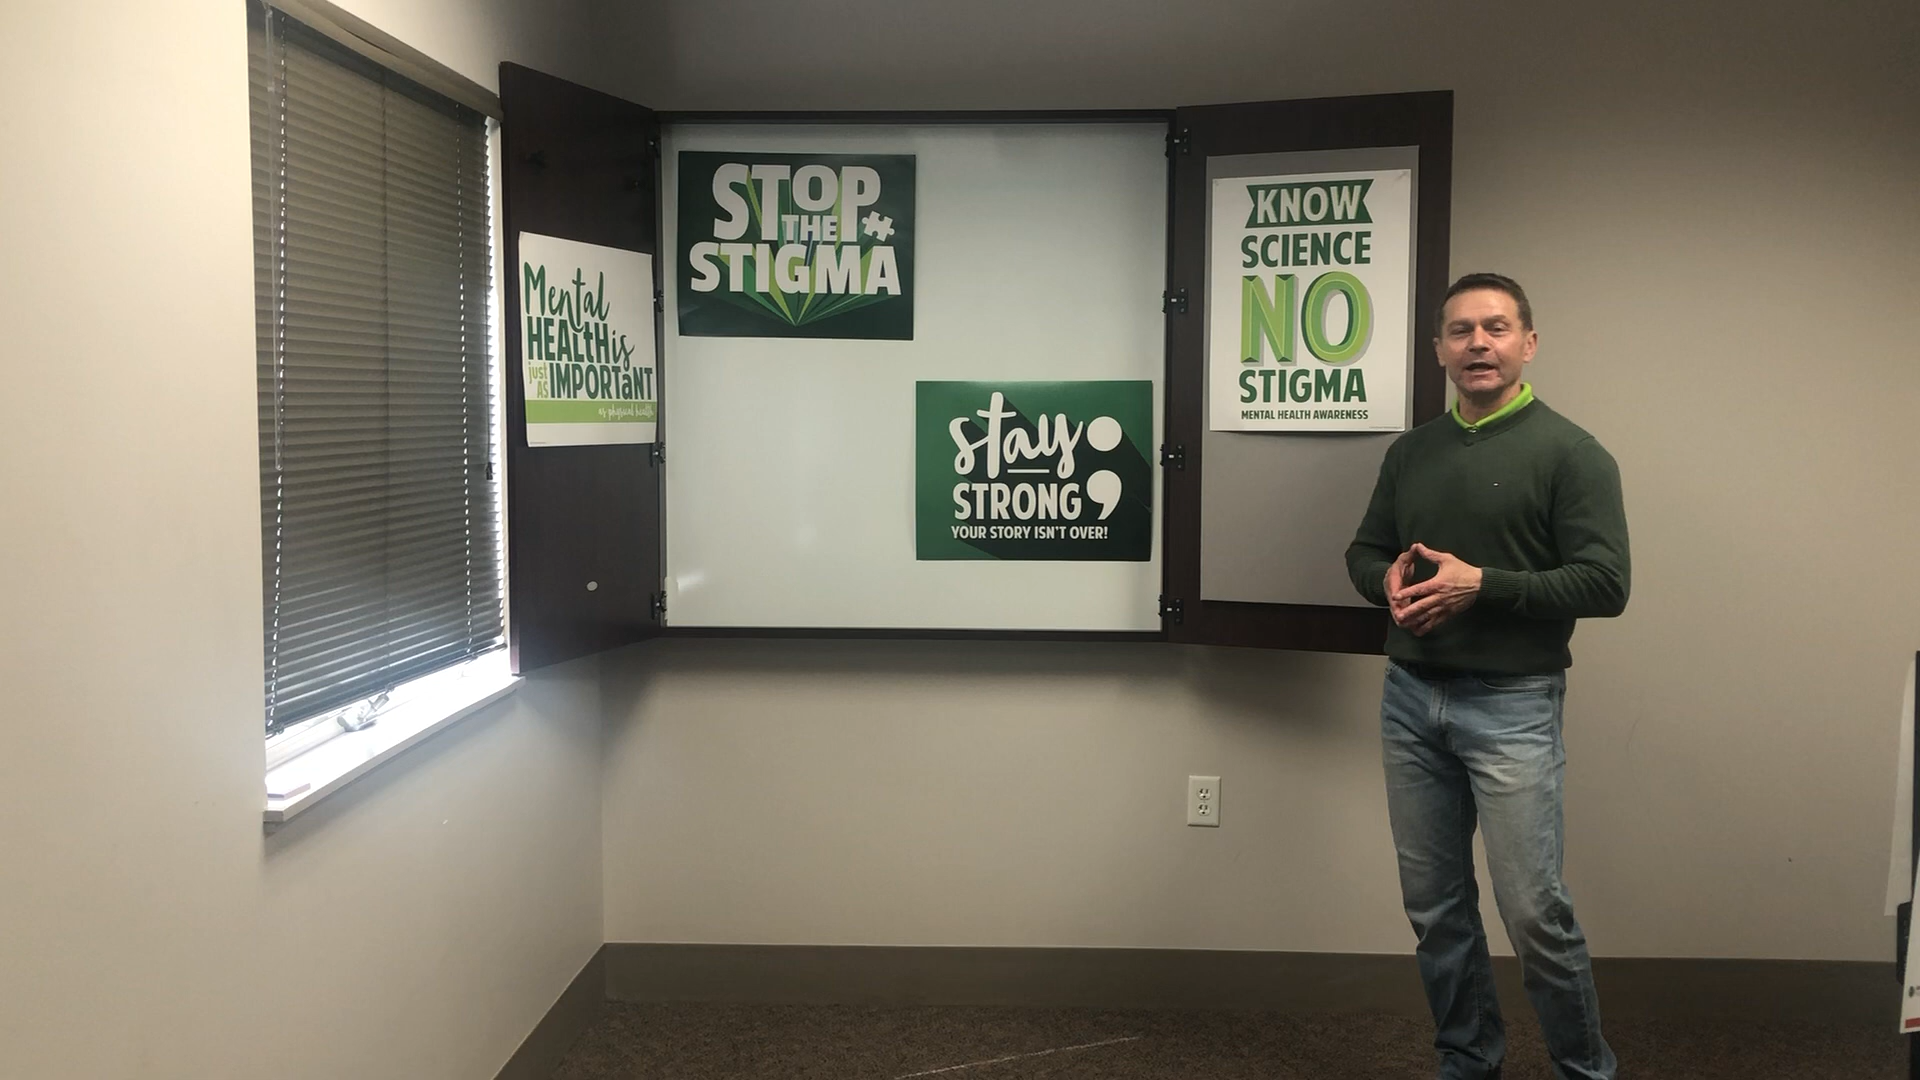 Mental
HEALtH is
just AS IMPORTaNT
as physical health
STOP
THE #
STIGMA
stay
STRONG ;
YOUR STORY ISN'T OVER!
KNOW
SCIENCE
NO
STIGMA
MENTAL HEALTH AWARENESS